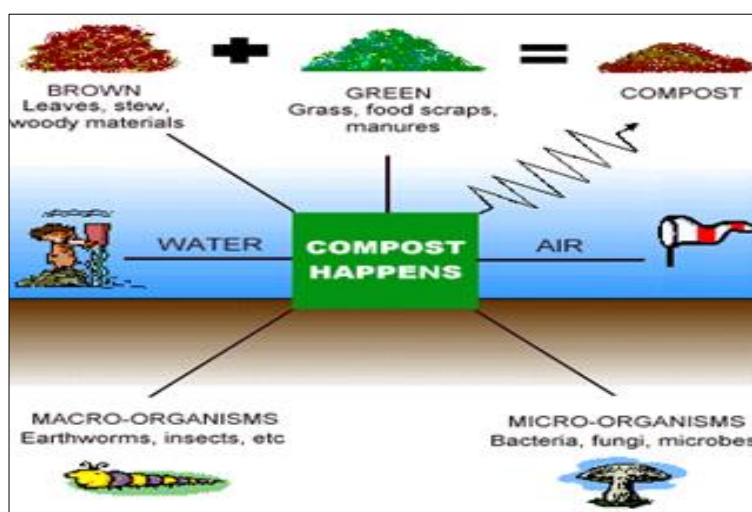 BROWN
Leaves, stew,
woody materials
GREEN
Grass, food scraps,
manures
COMPOST
WATER
COMPOST
HAPPENS
AIR
MACRO-ORGANISMS
Earthworms, insects, etc
MICRO-ORGANISMS
Bacteria, fungi, microbes